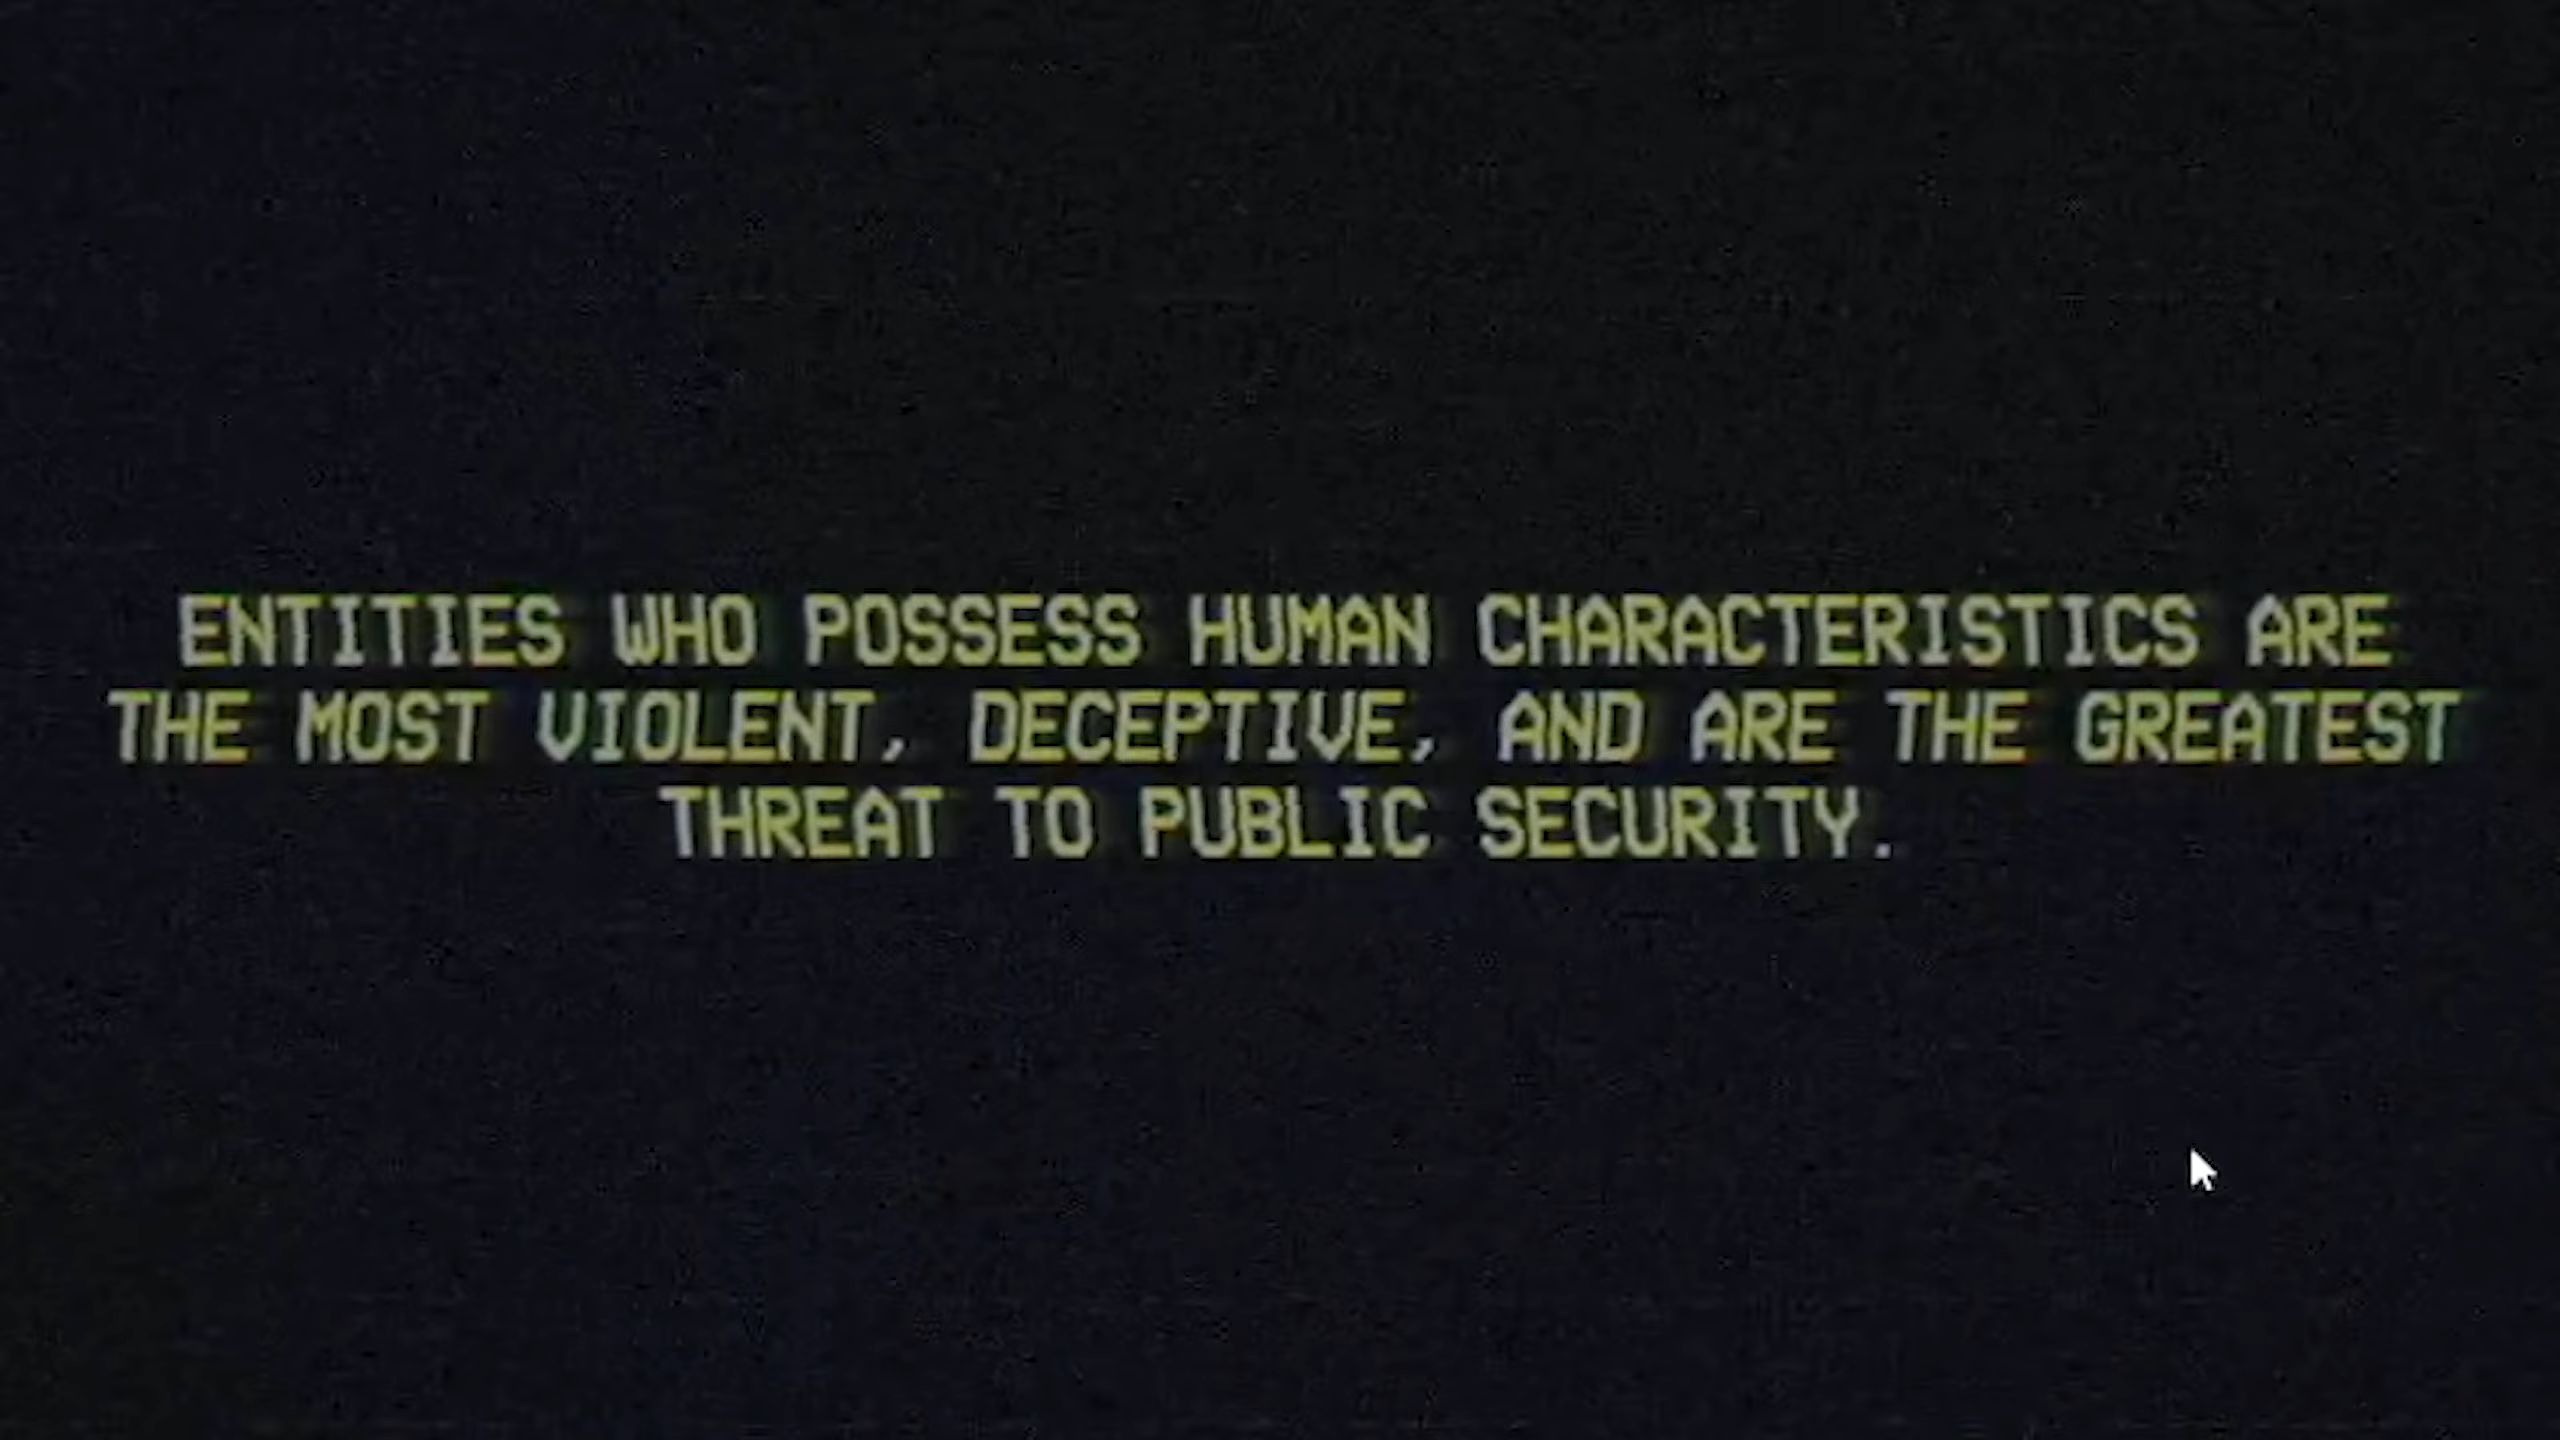 ENTITIES WHO POSSESS HUMAN CHARACTERISTICS ARE
THE MOST VIOLENT, DECEPTIVE, AND ARE THE GREATEST
THREAT TO PUBLIC SECURITY.